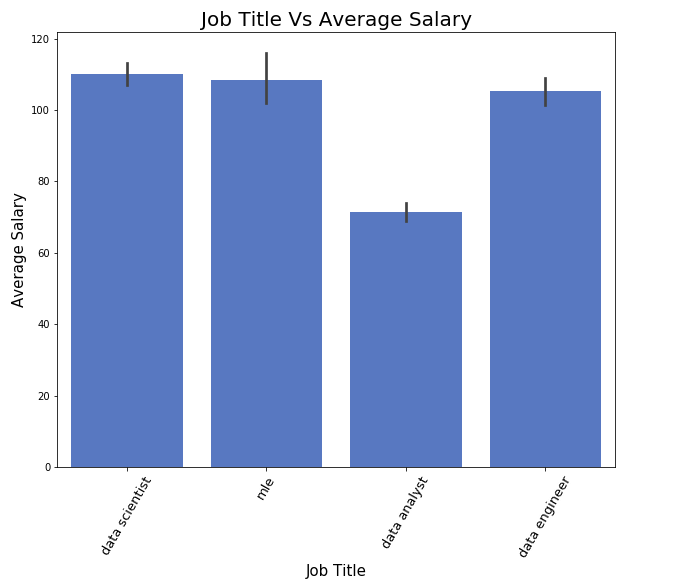 Job Title Vs Average Salary
Average Salary
120
100
80
60
40
20
0
data scientist
mle
data analyst
data engineer
Job Title